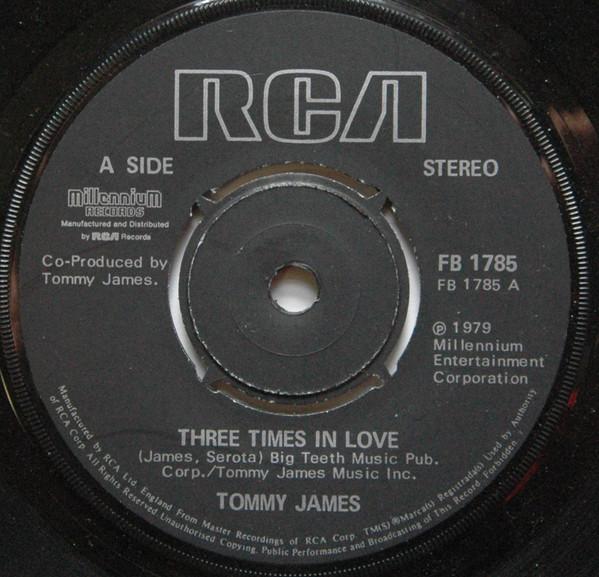 RCA
A SIDE
STEREO
MillenniuM
RECORDS
Manufactured and Distributed
by RCA Records
Co-Produced by
Tommy James.
FB 1785
FB 1785 A
℗ 1979
Millennium
Entertainment
Corporation
THREE TIMES IN LOVE
(James, Serota) Big Teeth Music Pub.
Corp./Tommy James Music Inc.
TOMMY JAMES
Manufactured by RCA Ltd. England From Master Recordings of RCA Corp. TM(S)®Marca(s) Registrada(s) Used by Authority
of RCA Corp. All Rights Reserved Unauthorised Copying, Public Performance and Broadcasting of This Record Forbidden